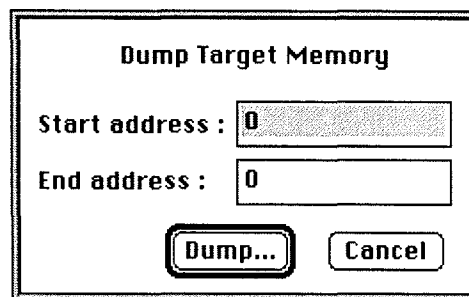 Dump Target Memory
Start address : 0
End address : 0
Dump... Cancel